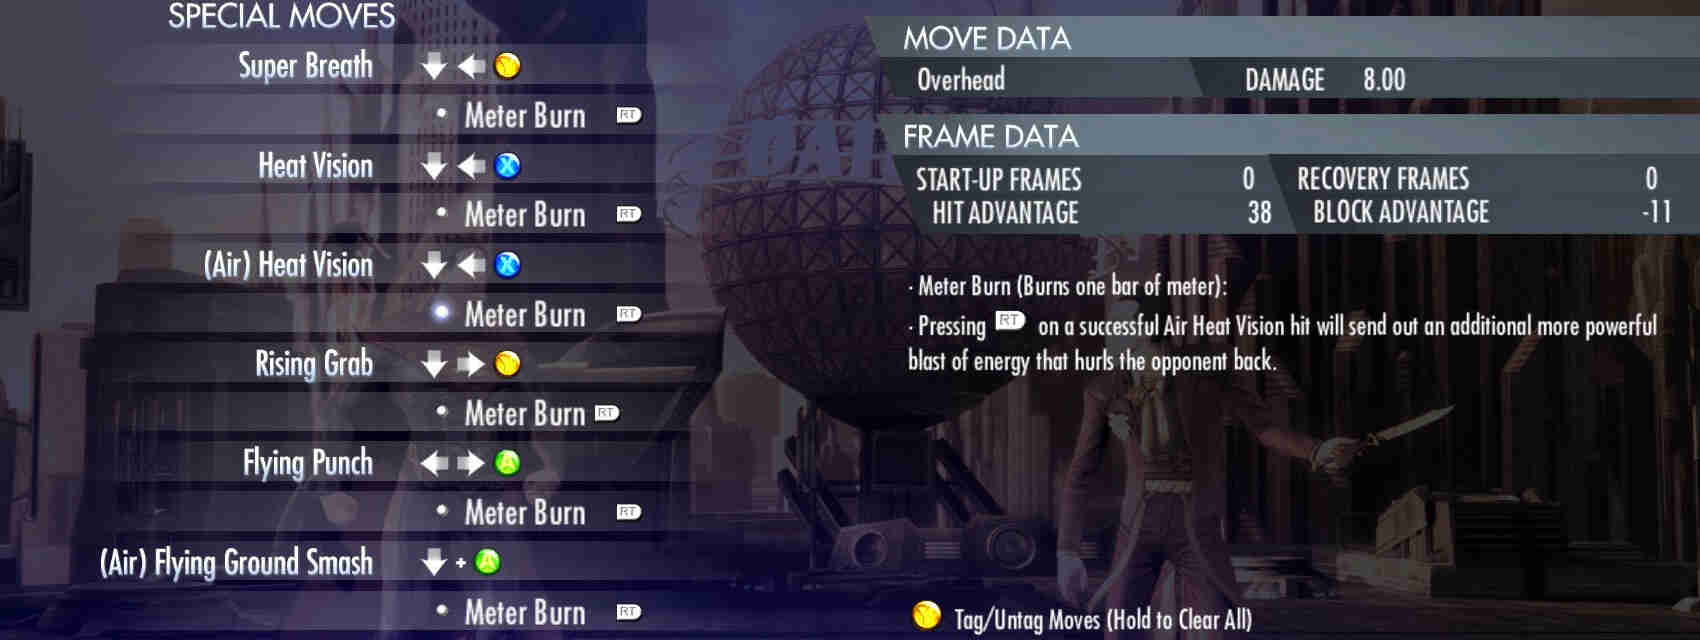 SPECIAL MOVES
Super Breath Y
Meter Burn RT
Heat Vision X
Meter Burn RT
(Air) Heat Vision X
Meter Burn RT
Rising Grab Y
Meter Burn RT
Flying Punch A
Meter Burn RT
(Air) Flying Ground Smash + A
Meter Burn RT
MOVE DATA
Overhead DAMAGE 8.00
FRAME DATA
START-UP FRAMES 0 RECOVERY FRAMES 0
HIT ADVANTAGE 38 BLOCK ADVANTAGE -11
· Meter Burn (Burns one bar of meter):
· Pressing RT on a successful Air Heat Vision hit will send out an additional more powerful
blast of energy that hurls the opponent back.
Y Tag/Untag Moves (Hold to Clear All)